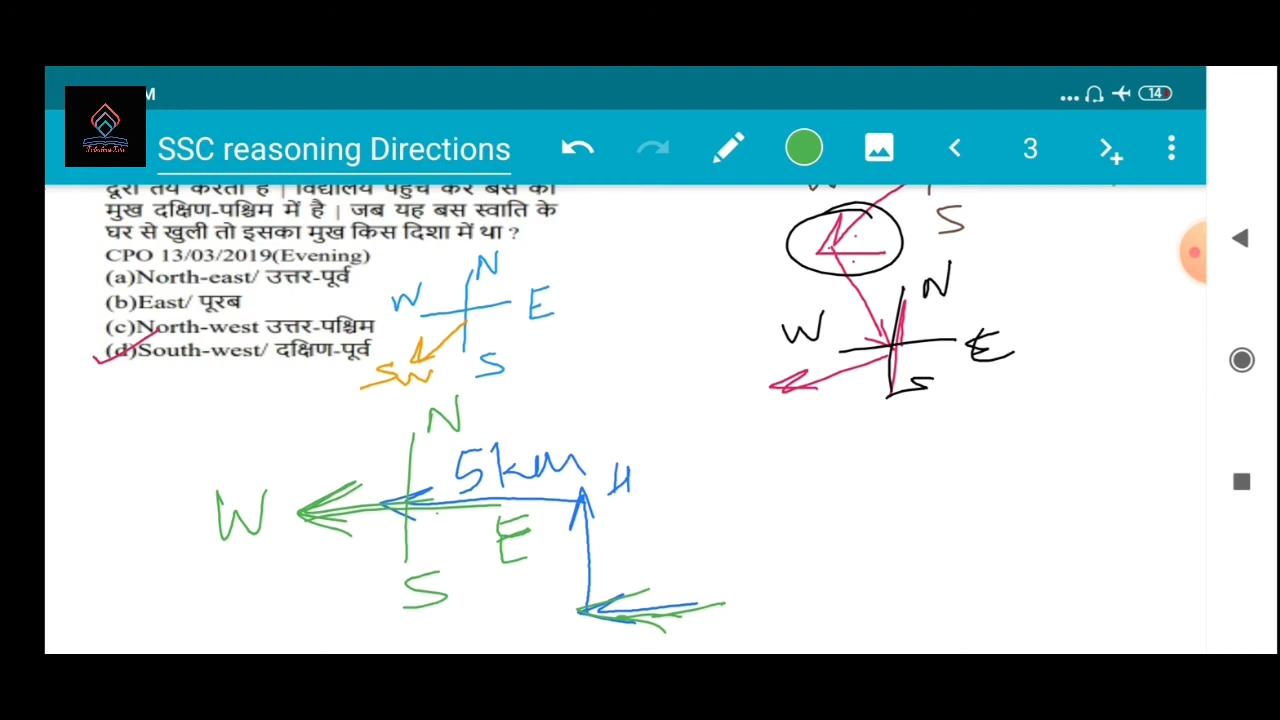 M
14
SSC reasoning Directions
3
दूरी तय करता है | विद्यालय पहुंच कर बस का
मुख दक्षिण-पश्चिम में है | जब यह बस स्वाति के
घर से खुली तो इसका मुख किस दिशा में था ?
CPO 13/03/2019(Evening)
(a)North-east/ उत्तर-पूर्व
(b)East/ पूरब
(c)North-west उत्तर-पश्चिम
(d)South-west/ दक्षिण-पूर्व
N
W
E
S
SW
S
N
W
E
S
N
5km
W
E
S